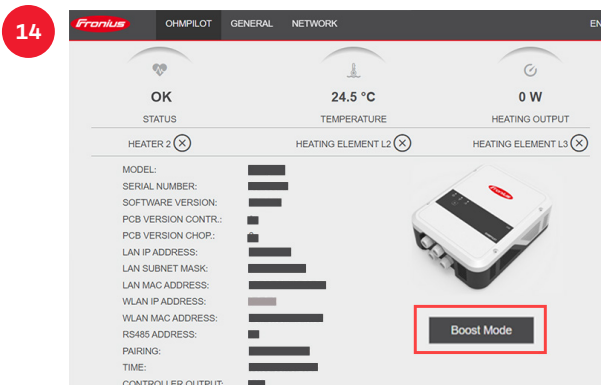 14
Fronius OHMPILOT GENERAL NETWORK EN
OK 24.5 °C 0 W
STATUS TEMPERATURE HEATING OUTPUT
HEATER 2 HEATING ELEMENT L2 HEATING ELEMENT L3
MODEL:
SERIAL NUMBER:
SOFTWARE VERSION:
PCB VERSION CONTR.:
PCB VERSION CHOP.:
LAN IP ADDRESS:
LAN SUBNET MASK:
LAN MAC ADDRESS:
WLAN IP ADDRESS:
WLAN MAC ADDRESS:
RS485 ADDRESS:
PAIRING:
TIME:
CONTROLLER OUTPUT:
Fronius
Boost Mode